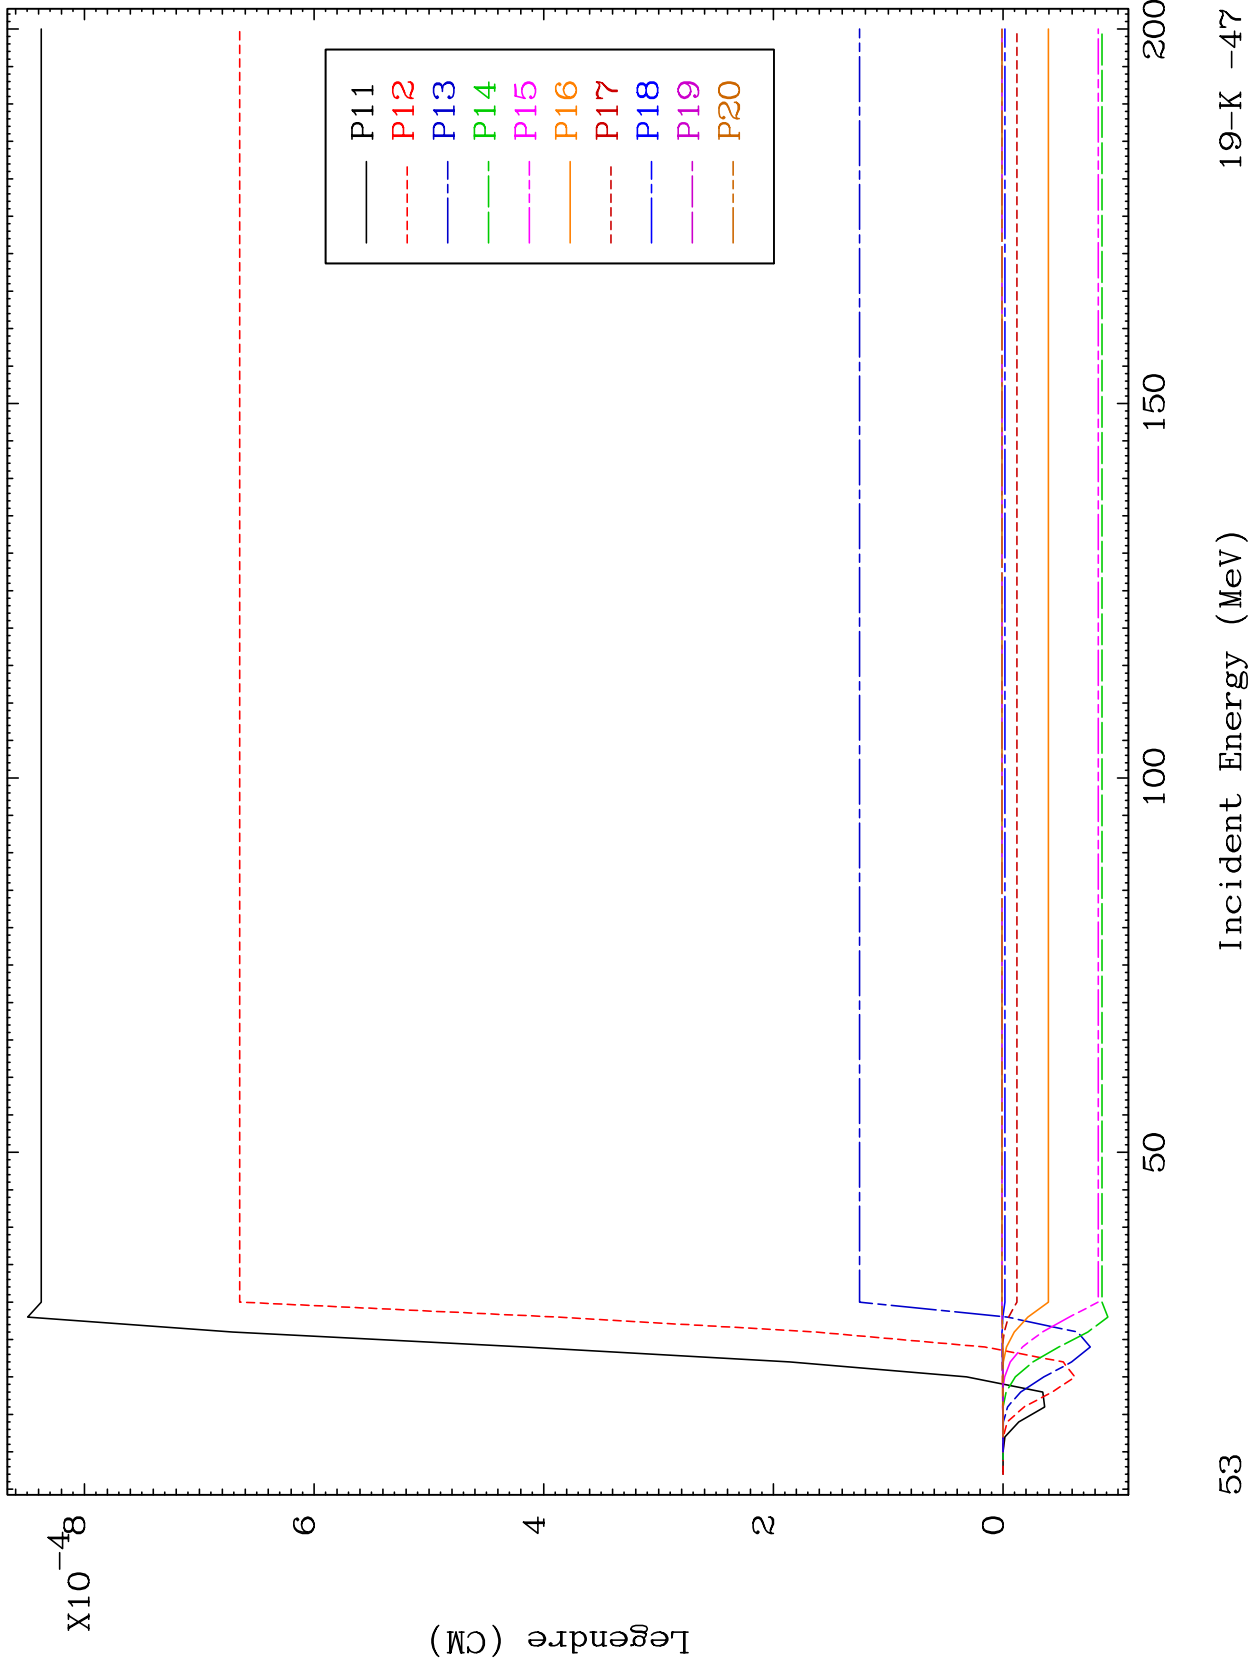 X10⁻⁴
8
6
4
2
0
Legendre (CM)
P11
P12
P13
P14
P15
P16
P17
P18
P19
P20
50
100
150
200
Incident Energy (MeV)
53
19-K -47